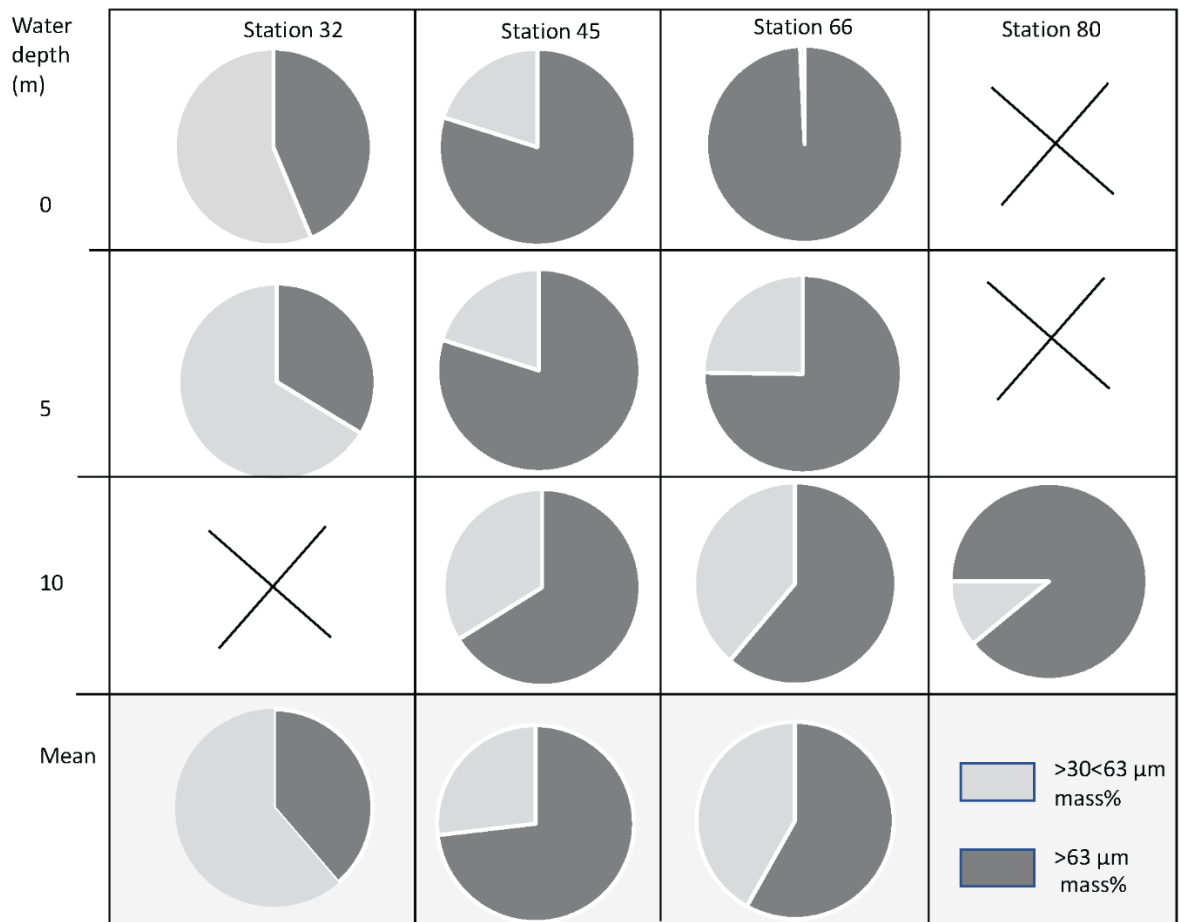 Water
depth
(m)
Station 32
Station 45
Station 66
Station 80
0
5
10
Mean
>30<63 µm
mass%
>63 µm
mass%